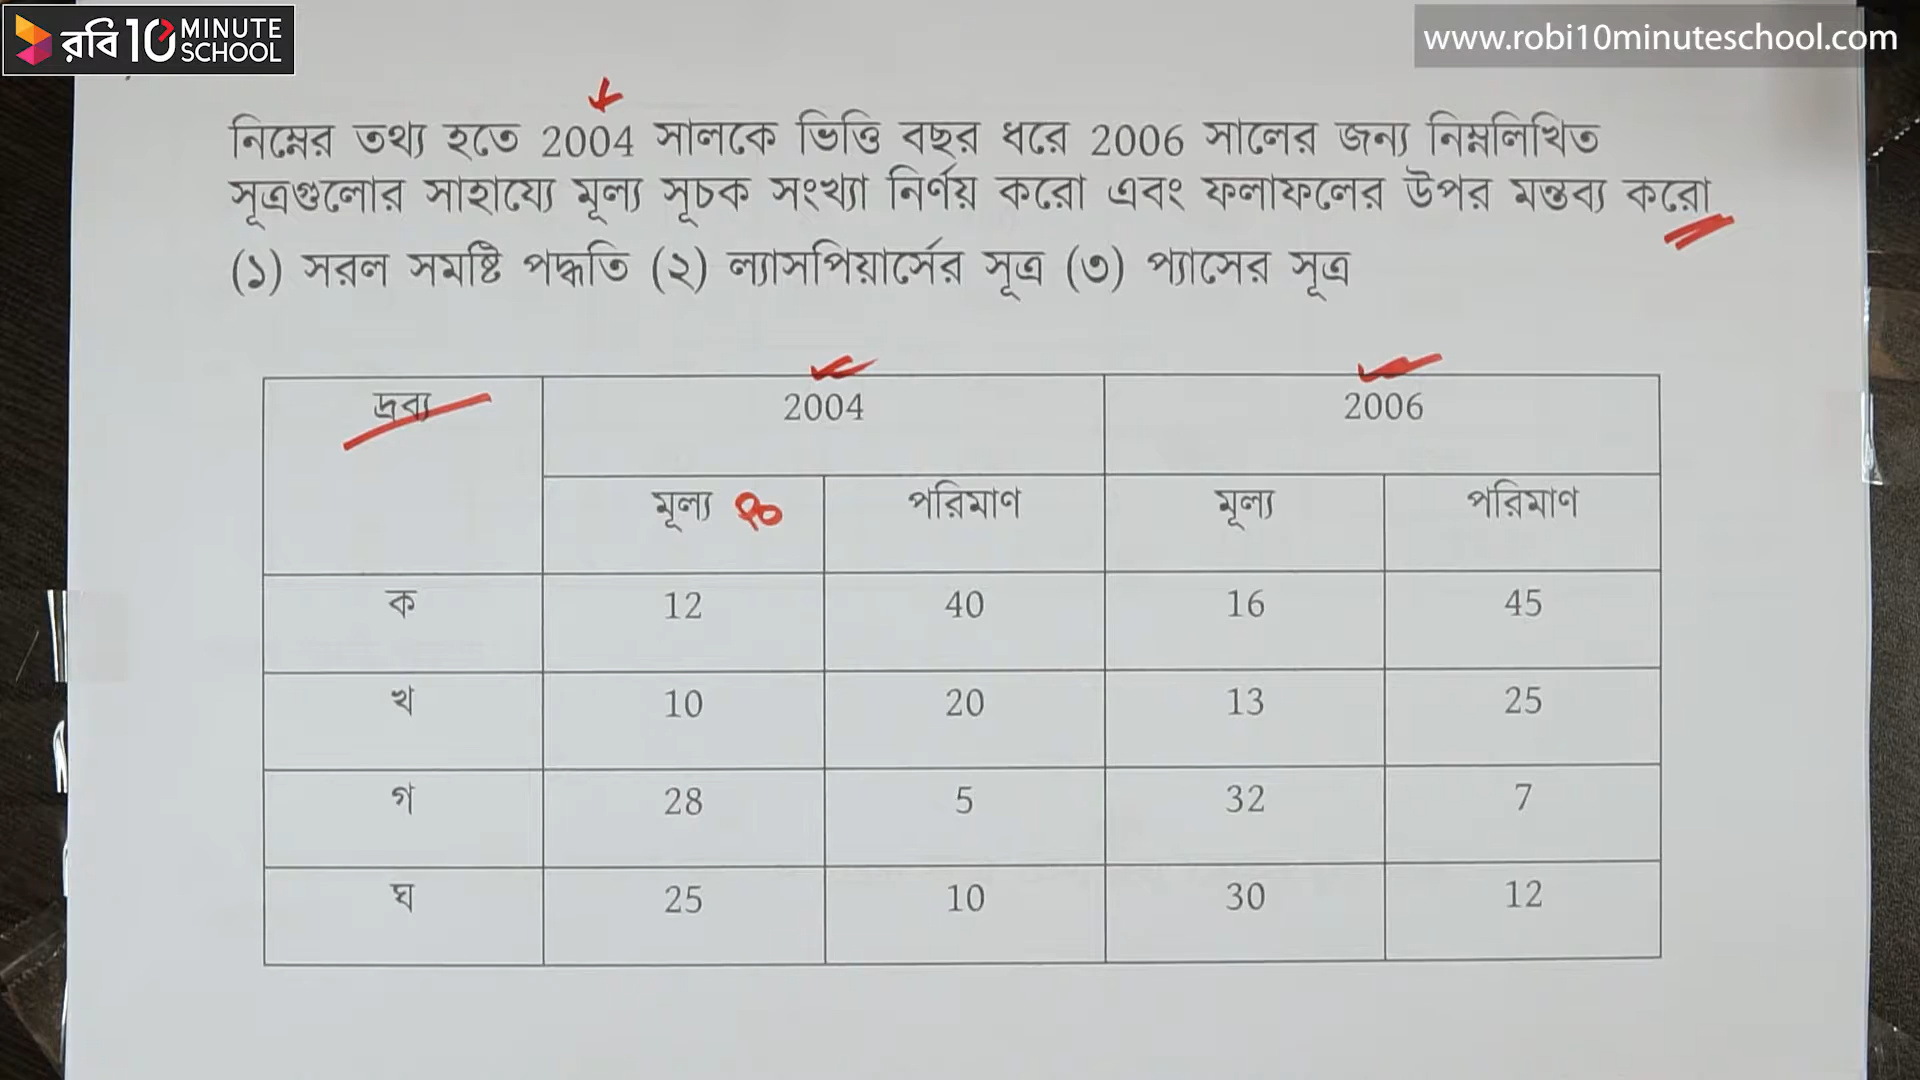 রবি 10 MINUTE SCHOOL
www.robi10minuteschool.com
নিম্নের তথ্য হতে 2004 সালকে ভিত্তি বছর ধরে 2006 সালের জন্য নিম্নলিখিত
সূত্রগুলোর সাহায্যে মূল্য সূচক সংখ্যা নির্ণয় করো এবং ফলাফলের উপর মন্তব্য করো
(১) সরল সমষ্টি পদ্ধতি (২) ল্যাসপিয়ার্সের সূত্র (৩) প্যাসের সূত্র
দ্রব্য 2004 2006
মূল্য P0 পরিমাণ মূল্য পরিমাণ
ক 12 40 16 45
খ 10 20 13 25
গ 28 5 32 7
ঘ 25 10 30 12